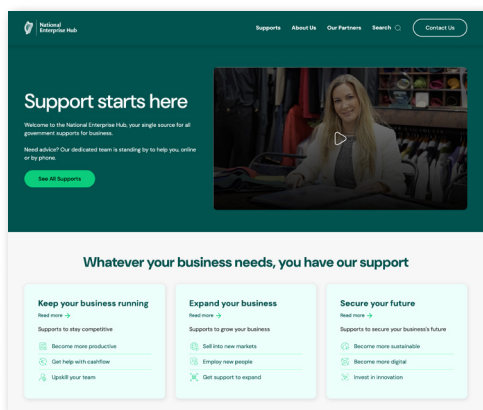 National
Enterprise Hub
Supports
About Us
Our Partners
Search
Contact Us
Support starts here
Welcome to the National Enterprise Hub, your single source for all
government supports for business.
Need advice? Our dedicated team is standing by to help you, online
or by phone.
See All Supports
Whatever your business needs, you have our support
Keep your business running
Read more →
Supports to stay competitive
Become more productive
Get help with cashflow
Upskill your team
Expand your business
Read more →
Supports to grow your business
Sell into new markets
Employ new people
Get support to expand
Secure your future
Read more →
Supports to secure your business's future
Become more sustainable
Become more digital
Invest in innovation